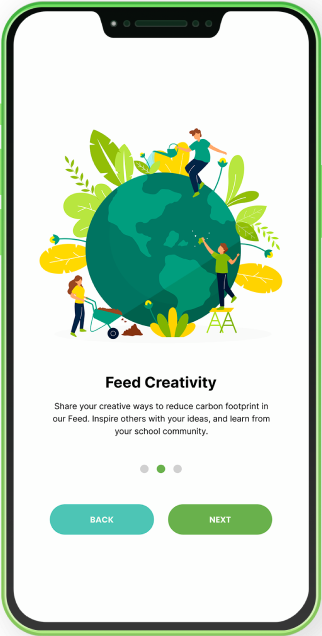 Feed Creativity
Share your creative ways to reduce carbon footprint in
our Feed. Inspire others with your ideas, and learn from
your school community.
BACK
NEXT